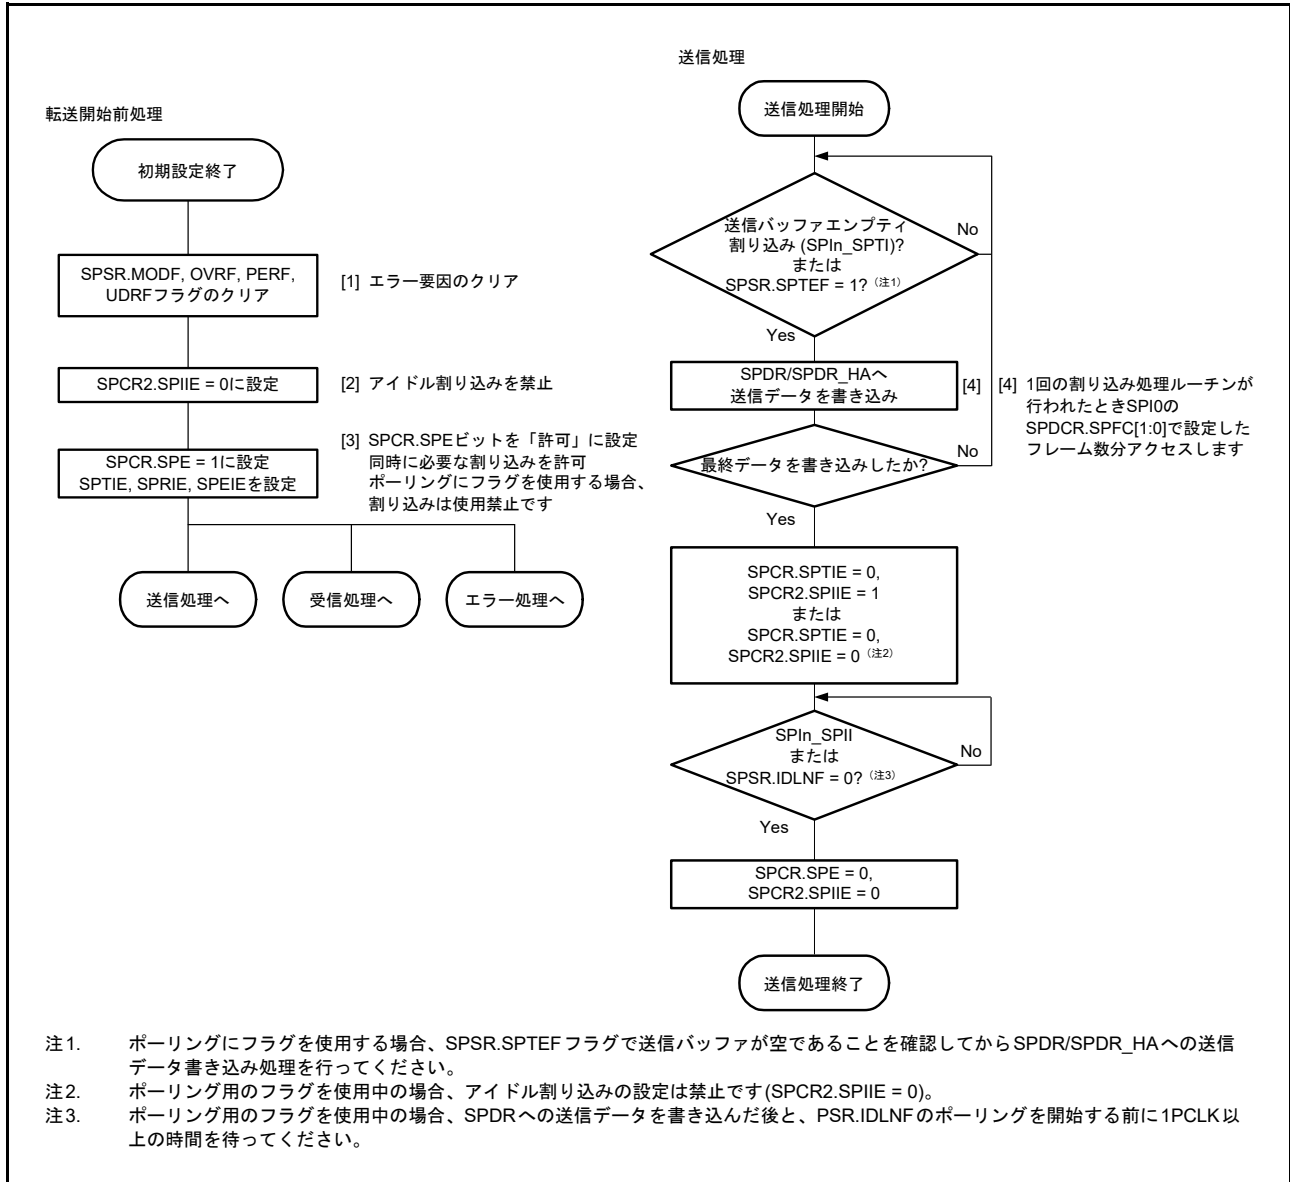 転送開始前処理
初期設定終了
SPSR.MODF, OVRF, PERF,
UDRFフラグのクリア
[1] エラー要因のクリア
SPCR2.SPIIE = 0に設定
[2] アイドル割り込みを禁止
SPCR.SPE = 1に設定
SPTIE, SPRIE, SPEIEを設定
[3] SPCR.SPEビットを「許可」に設定
同時に必要な割り込みを許可
ポーリングにフラグを使用する場合、
割り込みは使用禁止です
送信処理へ
受信処理へ
エラー処理へ
送信処理
送信処理開始
送信バッファエンプティ
割り込み (SPIn_SPTI)?
または
SPSR.SPTEF = 1? (注1)
No
Yes
SPDR/SPDR_HAへ
送信データを書き込み
[4]
[4] 1回の割り込み処理ルーチンが
行われたときSPI0の
SPDCR.SPFC[1:0]で設定した
フレーム数分アクセスします
最終データを書き込みしたか?
No
Yes
SPCR.SPTIE = 0,
SPCR2.SPIIE = 1
または
SPCR.SPTIE = 0,
SPCR2.SPIIE = 0 (注2)
SPIn_SPII
または
SPSR.IDLNF = 0? (注3)
No
Yes
SPCR.SPE = 0,
SPCR2.SPIIE = 0
送信処理終了
注1. ポーリングにフラグを使用する場合、SPSR.SPTEFフラグで送信バッファが空であることを確認してからSPDR/SPDR_HAへの送信
データ書き込み処理を行ってください。
注2. ポーリング用のフラグを使用中の場合、アイドル割り込みの設定は禁止です(SPCR2.SPIIE = 0)。
注3. ポーリング用のフラグを使用中の場合、SPDRへの送信データを書き込んだ後と、PSR.IDLNFのポーリングを開始する前に1PCLK以
上の時間を待ってください。